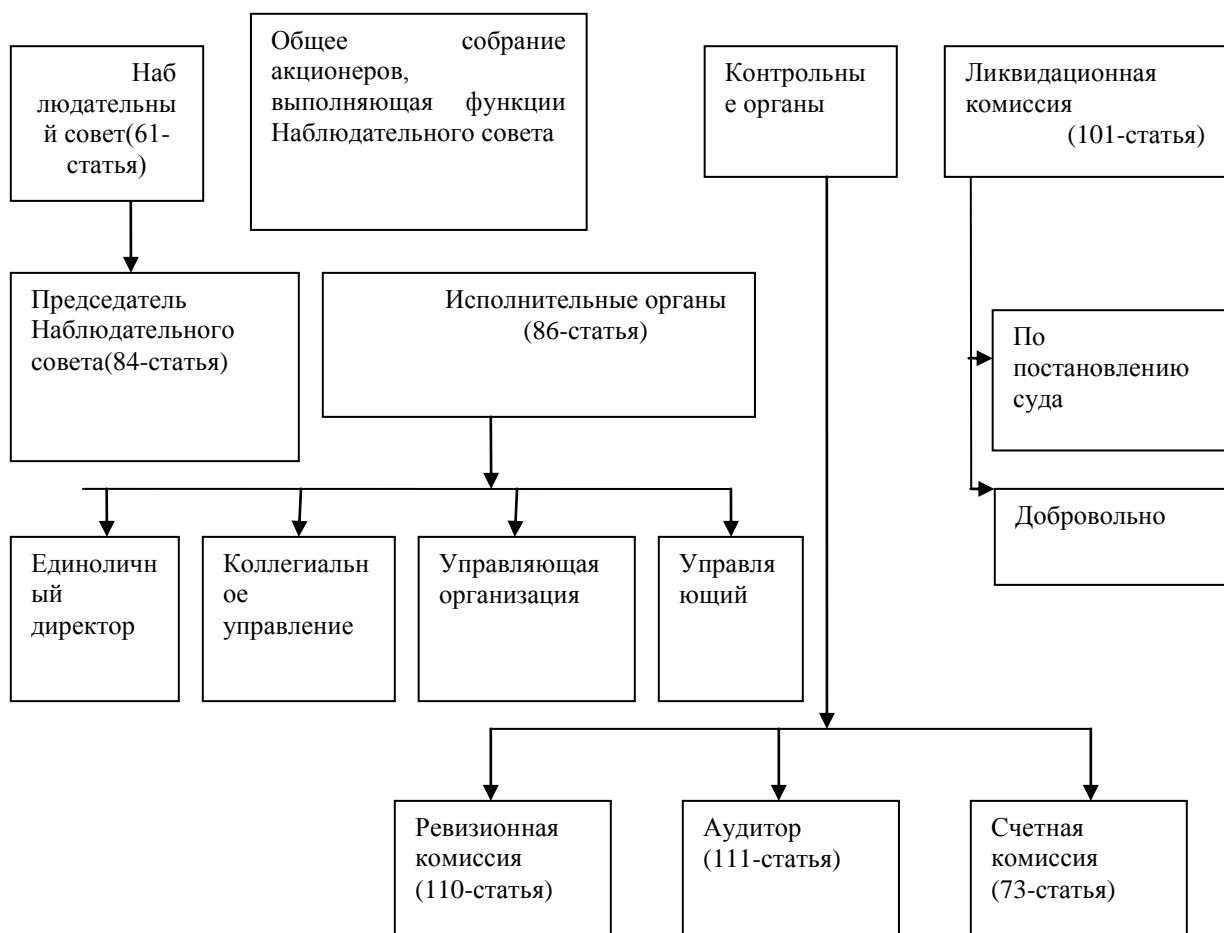 Наб
людательны
й совет(61-
статья)
Общее собрание
акционеров,
выполняющая функции
Наблюдательного совета
Контрольны
е органы
Ликвидационная
комиссия
(101-статья)
Председатель
Наблюдательного
совета(84-статья)
Исполнительные органы
(86-статья)
По
постановлению
суда
Добровольно
Единоличн
ый
директор
Коллегиальн
ое
управление
Управляющая
организация
Управля
ющий
Ревизионная
комиссия
(110-статья)
Аудитор
(111-статья)
Счетная
комиссия
(73-статья)